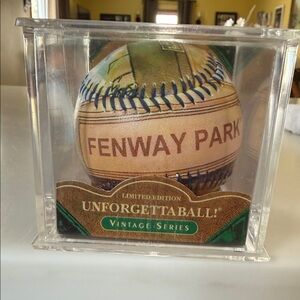 FENWAY PARK
LIMITED EDITION
UNFORGETTABALL!
VINTAGE SERIES